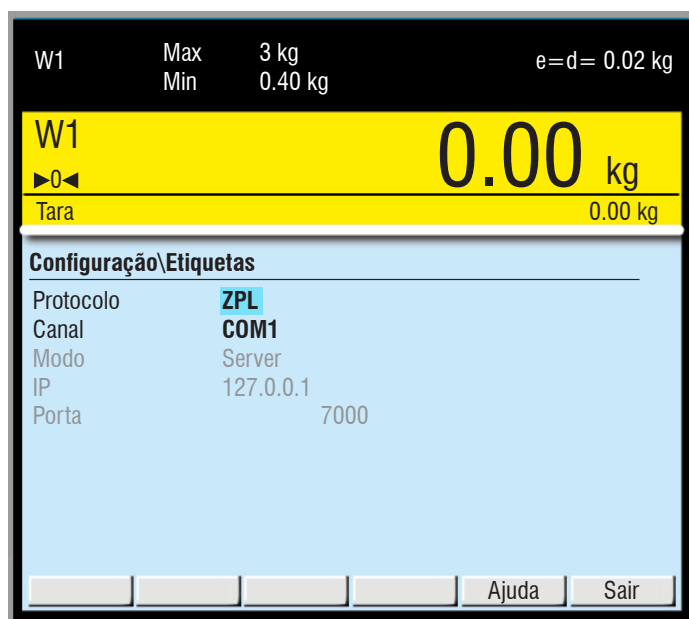 W1 Max 3 kg e=d= 0.02 kg
Min 0.40 kg
W1 0.00 kg
►0◄
Tara 0.00 kg
Configuração\Etiquetas
Protocolo ZPL
Canal COM1
Modo Server
IP 127.0.0.1
Porta 7000
Ajuda Sair